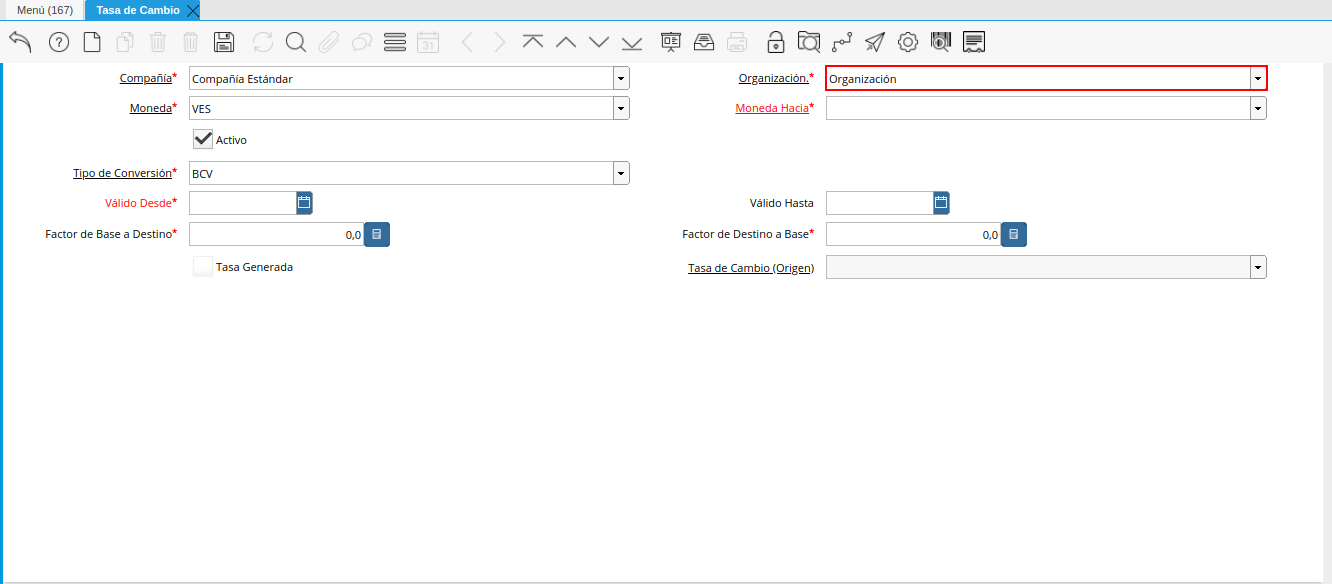 Menú (167) Tasa de Cambio
31
Compañía* Compañía Estándar Organización.* Organización
Moneda* VES Moneda Hacia*
Activo
Tipo de Conversión* BCV
Válido Desde* Válido Hasta
Factor de Base a Destino* 0,0 Factor de Destino a Base* 0,0
Tasa Generada Tasa de Cambio (Origen)